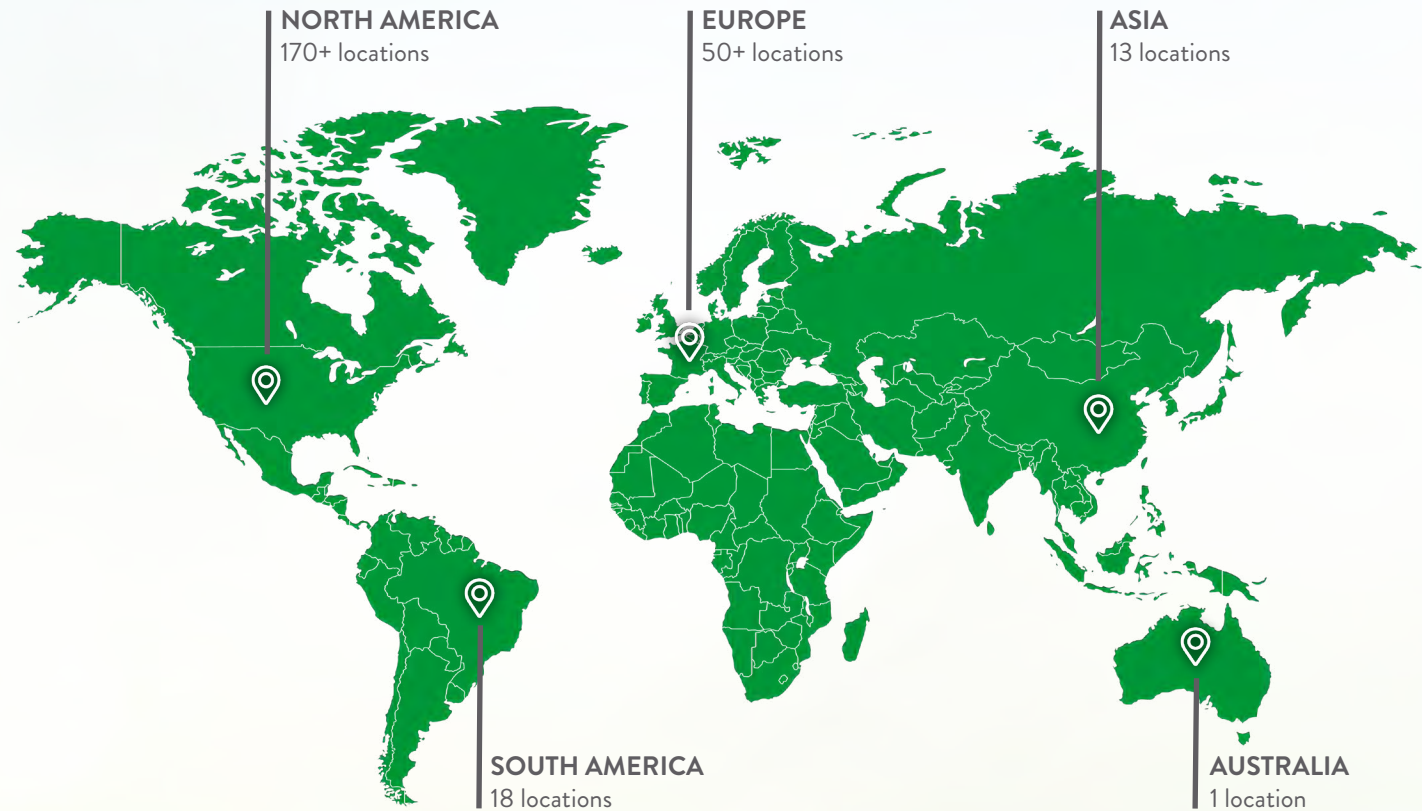 NORTH AMERICA
170+ locations
EUROPE
50+ locations
ASIA
13 locations
SOUTH AMERICA
18 locations
AUSTRALIA
1 location